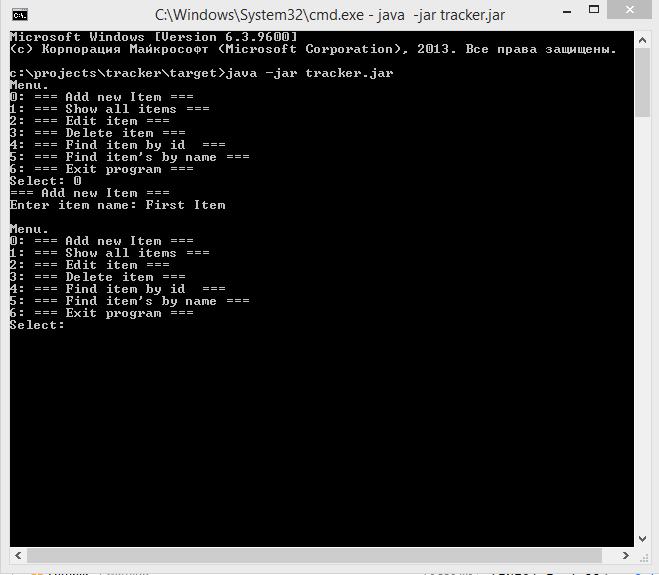 C:\Windows\System32\cmd.exe - java  -jar tracker.jar
Microsoft Windows [Version 6.3.9600]
(c) Корпорация Майкрософт (Microsoft Corporation), 2013. Все права защищены.
c:\projects\tracker\target>java -jar tracker.jar
Menu.
0: === Add new Item ===
1: === Show all items ===
2: === Edit item ===
3: === Delete item ===
4: === Find item by id  ===
5: === Find item's by name ===
6: === Exit program ===
Select: 0
=== Add new Item ===
Enter item name: First Item
Menu.
0: === Add new Item ===
1: === Show all items ===
2: === Edit item ===
3: === Delete item ===
4: === Find item by id  ===
5: === Find item's by name ===
6: === Exit program ===
Select: